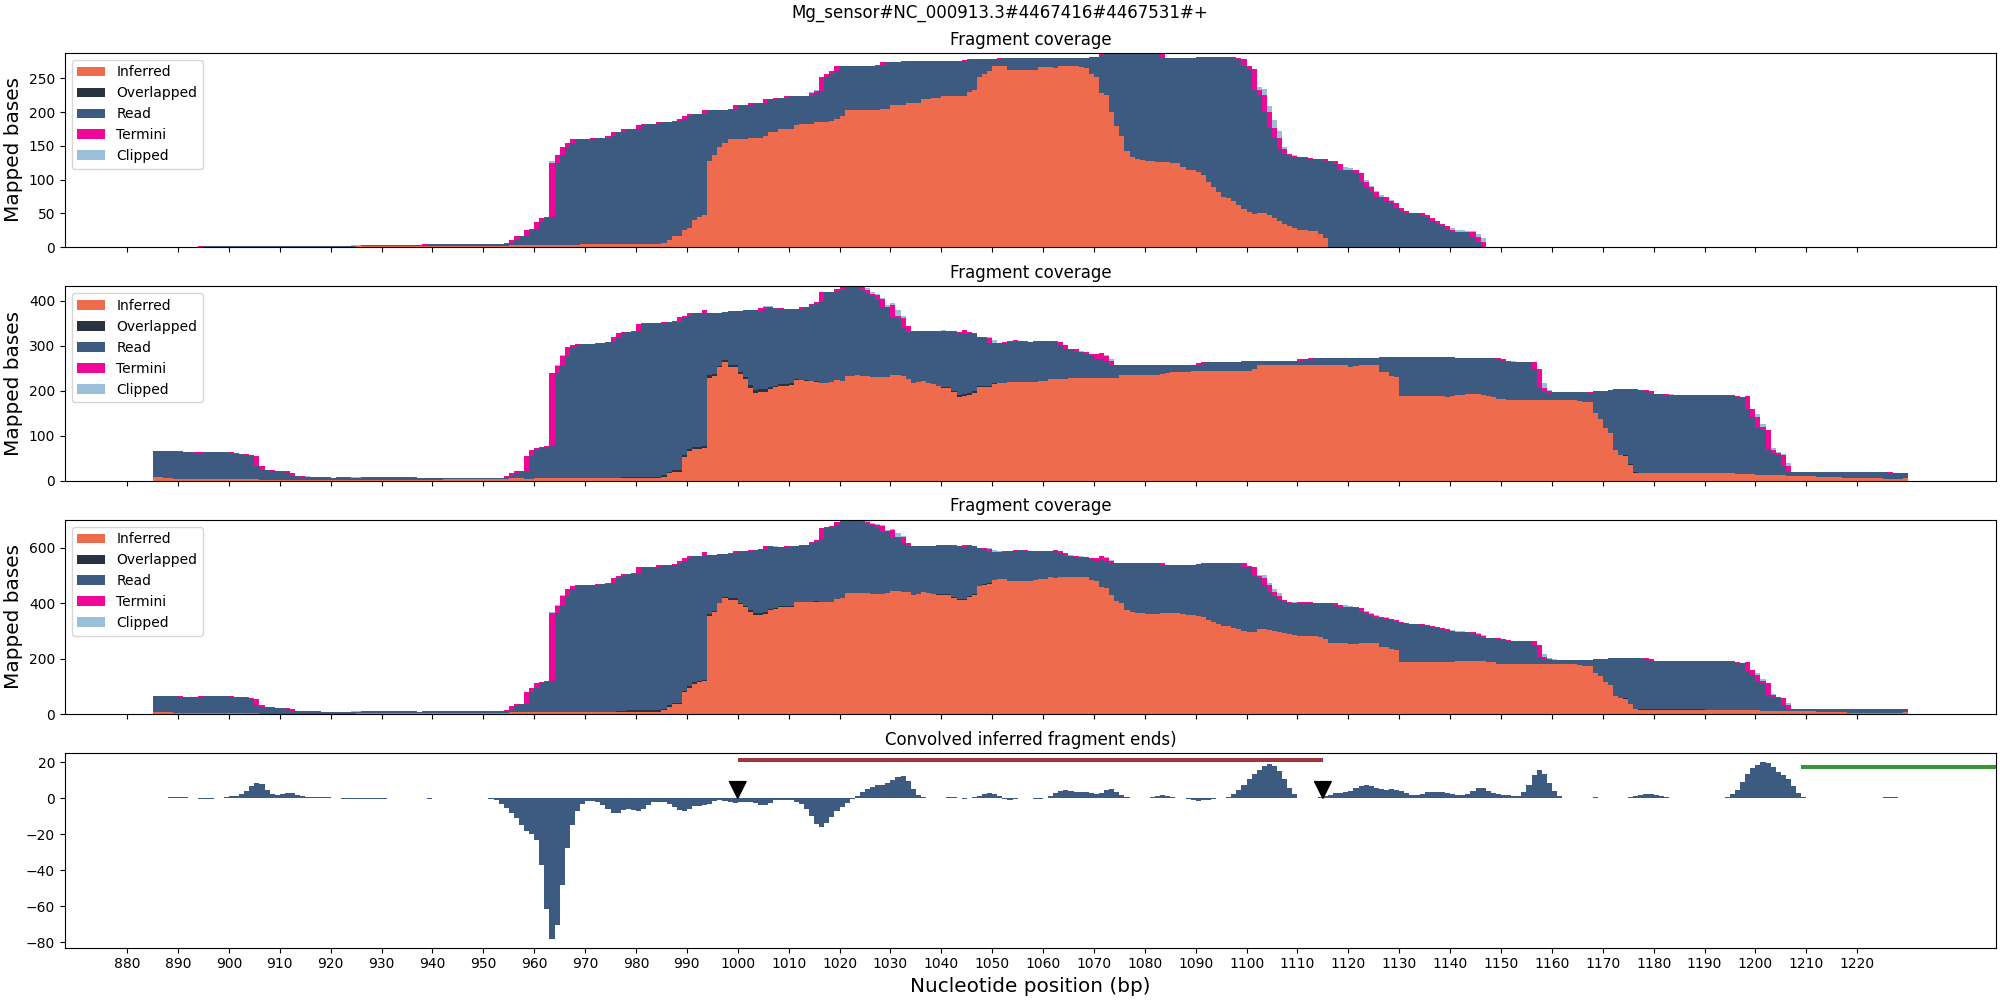 Mg_sensor#NC_000913.3#4467416#4467531#+
Fragment coverage
Mapped bases
250
200
150
100
50
0
Inferred
Overlapped
Read
Termini
Clipped
Fragment coverage
Mapped bases
400
300
200
100
0
Inferred
Overlapped
Read
Termini
Clipped
Fragment coverage
Mapped bases
600
400
200
0
Inferred
Overlapped
Read
Termini
Clipped
Convolved inferred fragment ends)
20
0
−20
−40
−60
−80
880 890 900 910 920 930 940 950 960 970 980 990 1000 1010 1020 1030 1040 1050 1060 1070 1080 1090 1100 1110 1120 1130 1140 1150 1160 1170 1180 1190 1200 1210 1220
Nucleotide position (bp)